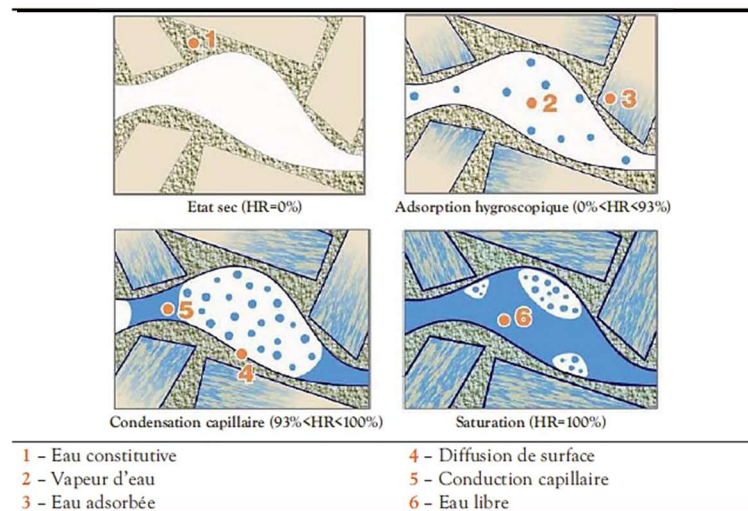 1
2
3
Etat sec (HR=0%)
Adsorption hygroscopique (0%<HR<93%)
5
4
6
Condensation capillaire (93%<HR<100%)
Saturation (HR=100%)
1 – Eau constitutive
2 – Vapeur d'eau
3 – Eau adsorbée
4 – Diffusion de surface
5 – Conduction capillaire
6 – Eau libre